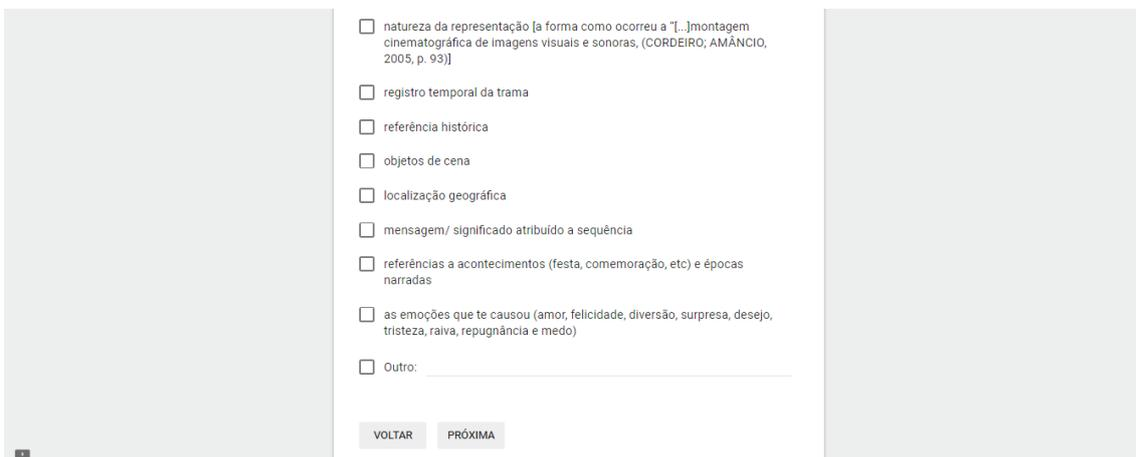 natureza da representação [a forma como ocorreu a "[...]montagem
cinematográfica de imagens visuais e sonoras, (CORDEIRO; AMÂNCIO,
2005, p. 93)]
registro temporal da trama
referência histórica
objetos de cena
localização geográfica
mensagem/ significado atribuído a sequência
referências a acontecimentos (festa, comemoração, etc) e épocas
narradas
as emoções que te causou (amor, felicidade, diversão, surpresa, desejo,
tristeza, raiva, repugnância e medo)
Outro:
VOLTAR PRÓXIMA